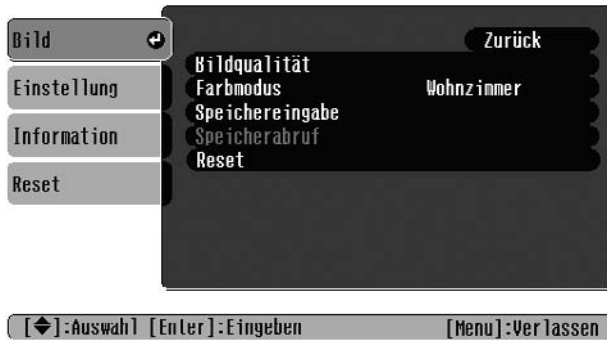 Bild
Einstellung
Information
Reset
Zurück
Bildqualität
Farbmodus Wohnzimmer
Speichereingabe
Speicherabruf
Reset
[◆]:Auswahl [Enter]:Eingeben [Menu]:Verlassen